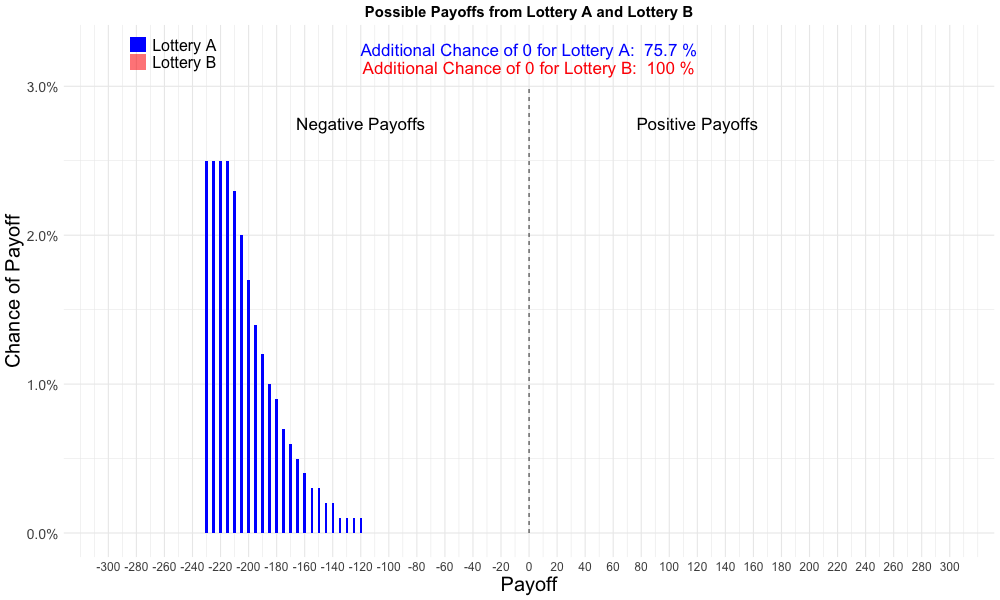 Possible Payoffs from Lottery A and Lottery B
Lottery A
Lottery B
Additional Chance of 0 for Lottery A: 75.7 %
Additional Chance of 0 for Lottery B: 100 %
Negative Payoffs
Positive Payoffs
Chance of Payoff
3.0%
2.0%
1.0%
0.0%
-300 -280 -260 -240 -220 -200 -180 -160 -140 -120 -100 -80 -60 -40 -20 0 20 40 60 80 100 120 140 160 180 200 220 240 260 280 300
Payoff